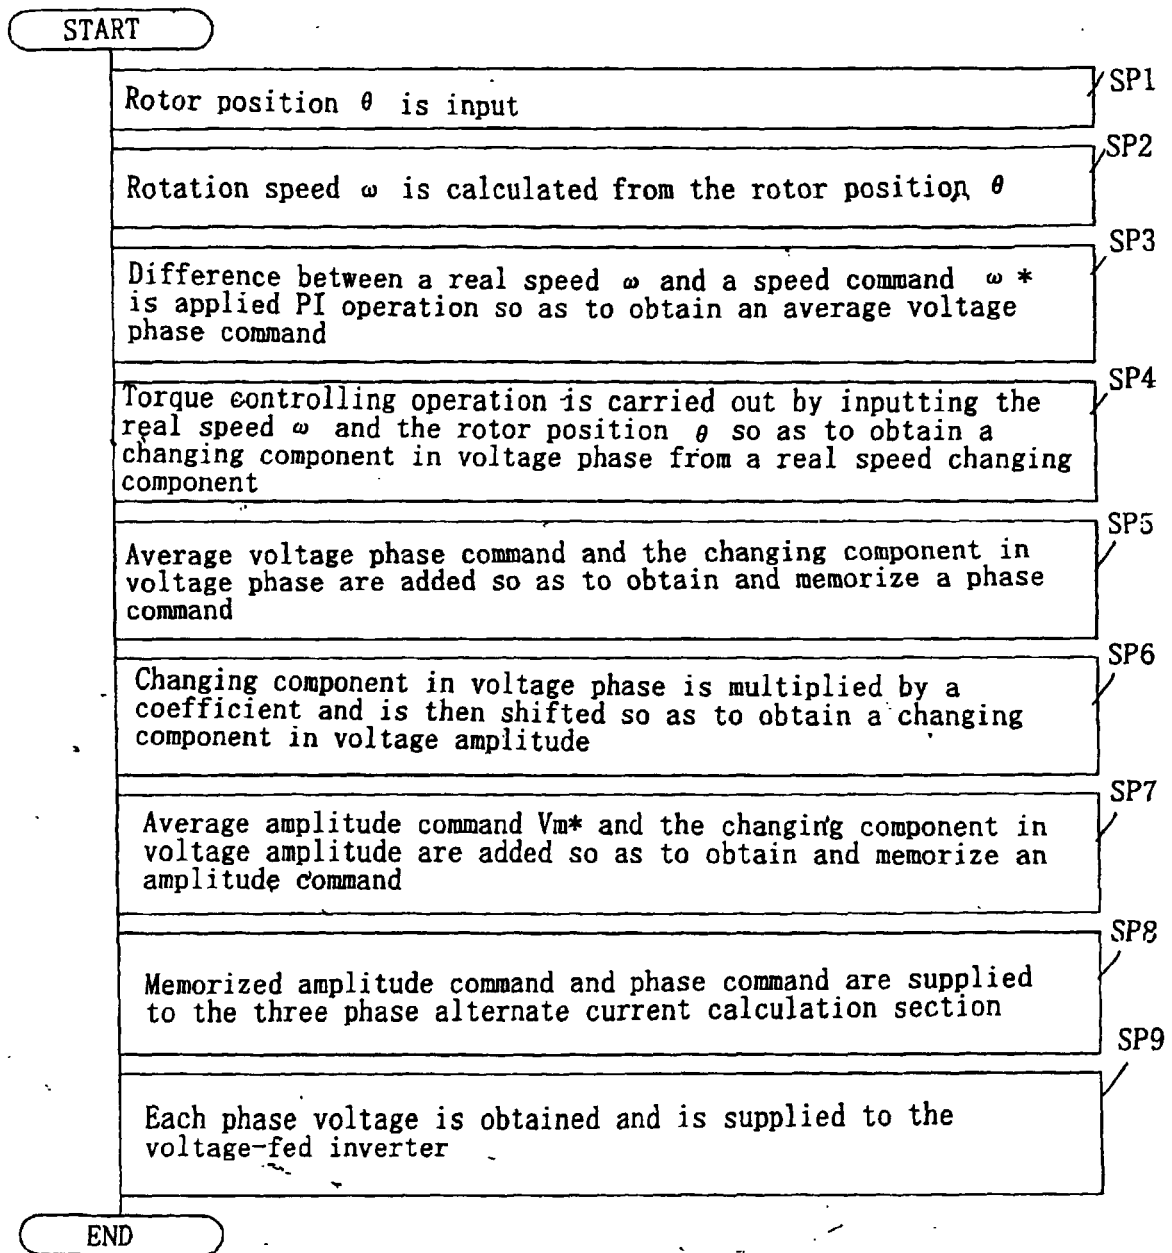 START
SP1
Rotor position θ is input
SP2
Rotation speed ω is calculated from the rotor position θ
SP3
Difference between a real speed ω and a speed command ω*
is applied PI operation so as to obtain an average voltage
phase command
SP4
Torque controlling operation is carried out by inputting the
real speed ω and the rotor position θ so as to obtain a
changing component in voltage phase from a real speed changing
component
SP5
Average voltage phase command and the changing component in
voltage phase are added so as to obtain and memorize a phase
command
SP6
Changing component in voltage phase is multiplied by a
coefficient and is then shifted so as to obtain a changing
component in voltage amplitude
SP7
Average amplitude command Vm* and the changing component in
voltage amplitude are added so as to obtain and memorize an
amplitude command
SP8
Memorized amplitude command and phase command are supplied
to the three phase alternate current calculation section
SP9
Each phase voltage is obtained and is supplied to the
voltage-fed inverter
END